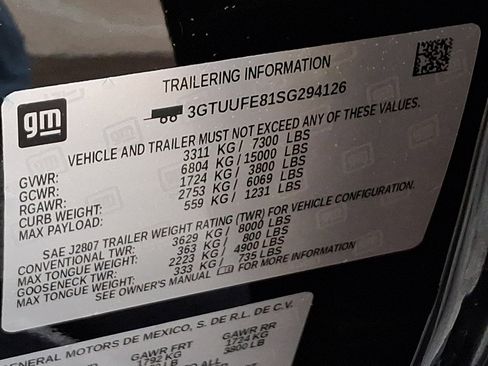 TRAILERING INFORMATION
gm
3GTUUFE81SG294126
VEHICLE AND TRAILER MUST NOT EXCEED ANY OF THESE VALUES.
GVWR: 3311 KG / 7300 LBS
GCWR: 6804 KG / 15000 LBS
RGAWR: 1724 KG / 3800 LBS
CURB WEIGHT: 2753 KG / 6069 LBS
MAX PAYLOAD: 559 KG / 1231 LBS
SAE J2807 TRAILER WEIGHT RATING (TWR) FOR VEHICLE CONFIGURATION.
CONVENTIONAL TWR: 3629 KG / 8000 LBS
MAX TONGUE WEIGHT: 363 KG / 800 LBS
GOOSENECK TWR: 2223 KG / 4900 LBS
MAX TONGUE WEIGHT: 333 KG / 735 LBS
SEE OWNER'S MANUAL FOR MORE INFORMATION
GENERAL MOTORS DE MEXICO, S. DE R.L. DE C.V.
GAWR FRT GAWR RR
1792 KG 1724 KG
3800 LB